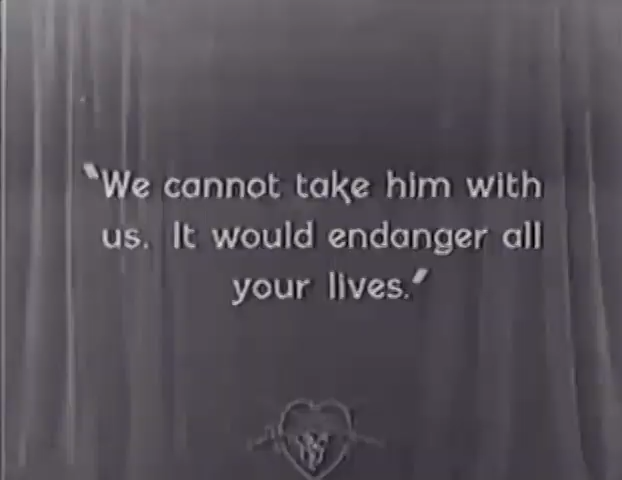 "We cannot take him with
us. It would endanger all
your lives."